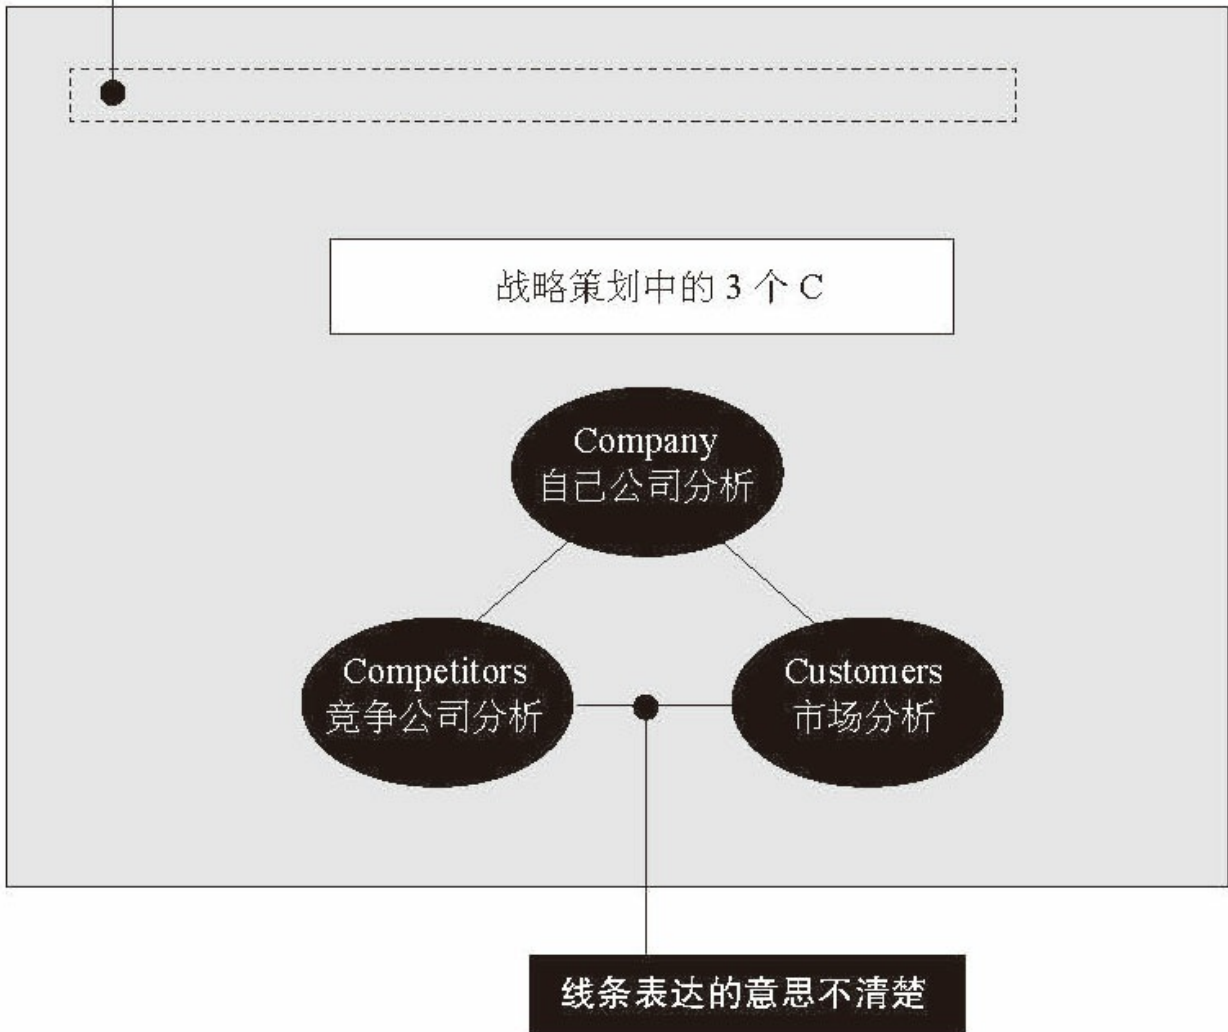 战略策划中的 3 个 C
Company
自己公司分析
Competitors
竞争公司分析
Customers
市场分析
线条表达的意思不清楚